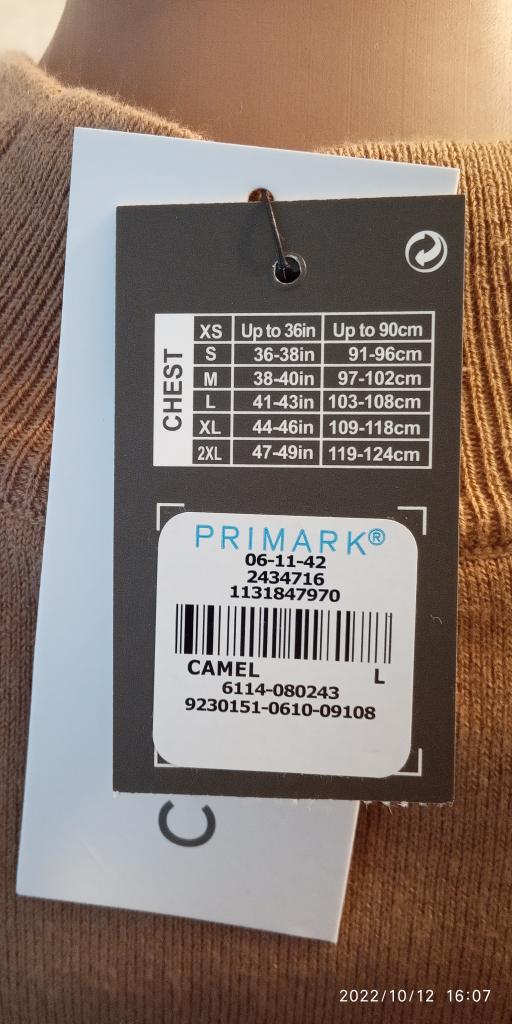 CHEST
XS Up to 36in Up to 90cm
S 36-38in 91-96cm
M 38-40in 97-102cm
L 41-43in 103-108cm
XL 44-46in 109-118cm
2XL 47-49in 119-124cm
PRIMARK®
06-11-42
2434716
1131847970
CAMEL L
6114-080243
9230151-0610-09108
C
2022/10/12 16:07